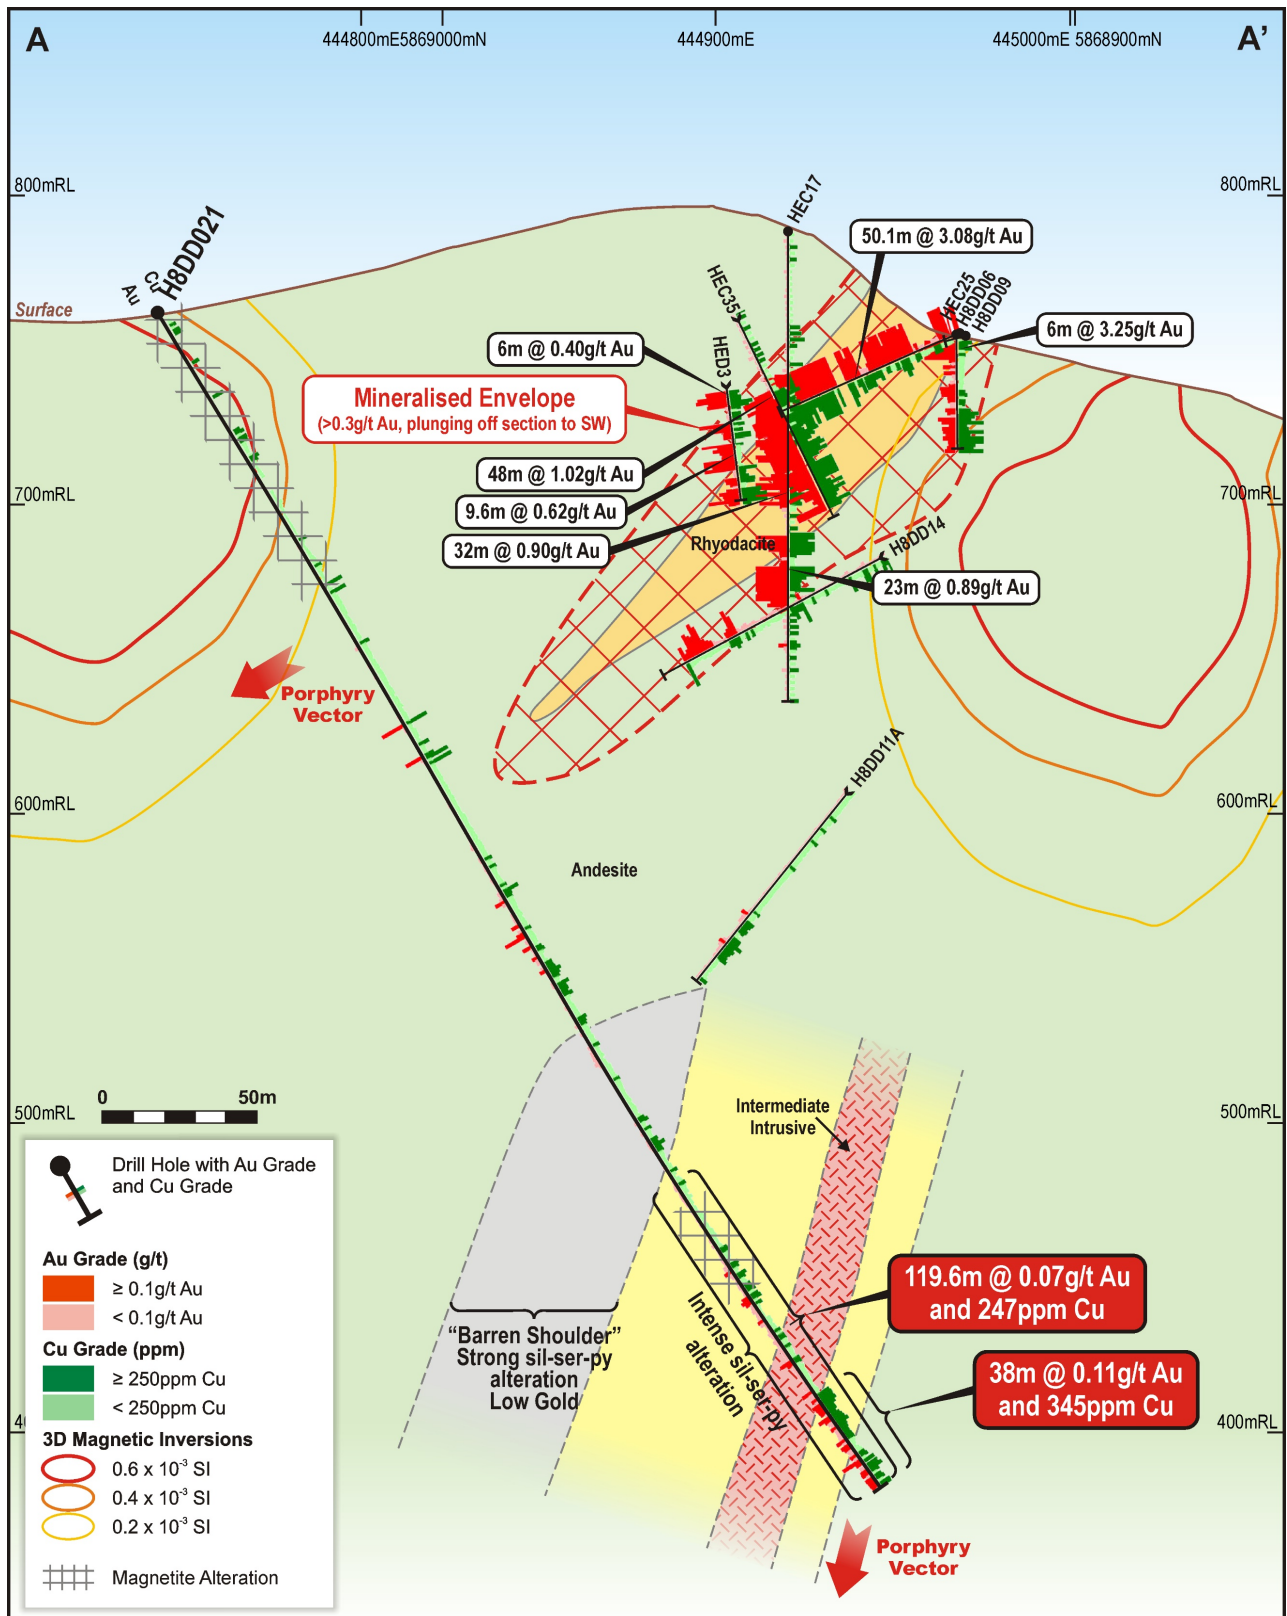 A
444800mE5869000mN
444900mE
445000mE 5868900mN
A’
800mRL
800mRL
H8DD021
Cu
Au
Surface
HEC17
50.1m @ 3.08g/t Au
HEC35
HEC25
H8DD06
H8DD09
6m @ 3.25g/t Au
6m @ 0.40g/t Au
HED3
Mineralised Envelope
(>0.3g/t Au, plunging off section to SW)
48m @ 1.02g/t Au
9.6m @ 0.62g/t Au
32m @ 0.90g/t Au
700mRL
700mRL
Rhyodacite
H8DD14
23m @ 0.89g/t Au
Porphyry
Vector
H8DD11A
600mRL
600mRL
Andesite
0 50m
500mRL
500mRL
Intermediate
Intrusive
Drill Hole with Au Grade
and Cu Grade
Au Grade (g/t)
≥ 0.1g/t Au
< 0.1g/t Au
Cu Grade (ppm)
≥ 250ppm Cu
< 250ppm Cu
3D Magnetic Inversions
0.6 x 10⁻³ SI
0.4 x 10⁻³ SI
0.2 x 10⁻³ SI
Magnetite Alteration
“Barren Shoulder”
Strong sil-ser-py
alteration
Low Gold
Intense sil-ser-py
alteration
119.6m @ 0.07g/t Au
and 247ppm Cu
38m @ 0.11g/t Au
and 345ppm Cu
400mRL
Porphyry
Vector